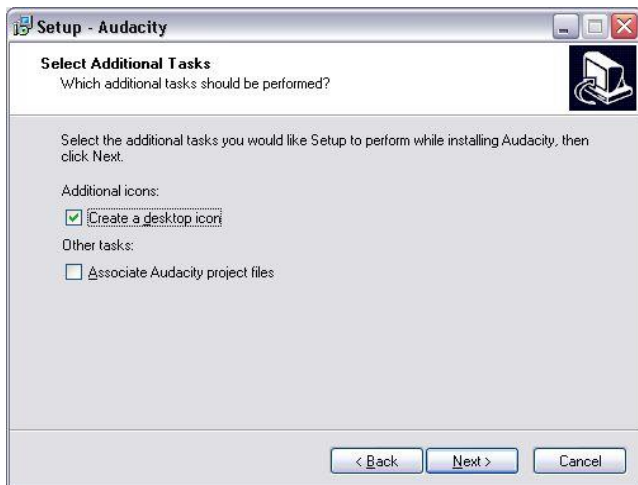 Setup - Audacity
Select Additional Tasks
Which additional tasks should be performed?
Select the additional tasks you would like Setup to perform while installing Audacity, then
click Next.
Additional icons:
Create a desktop icon
Other tasks:
Associate Audacity project files
< Back
Next >
Cancel